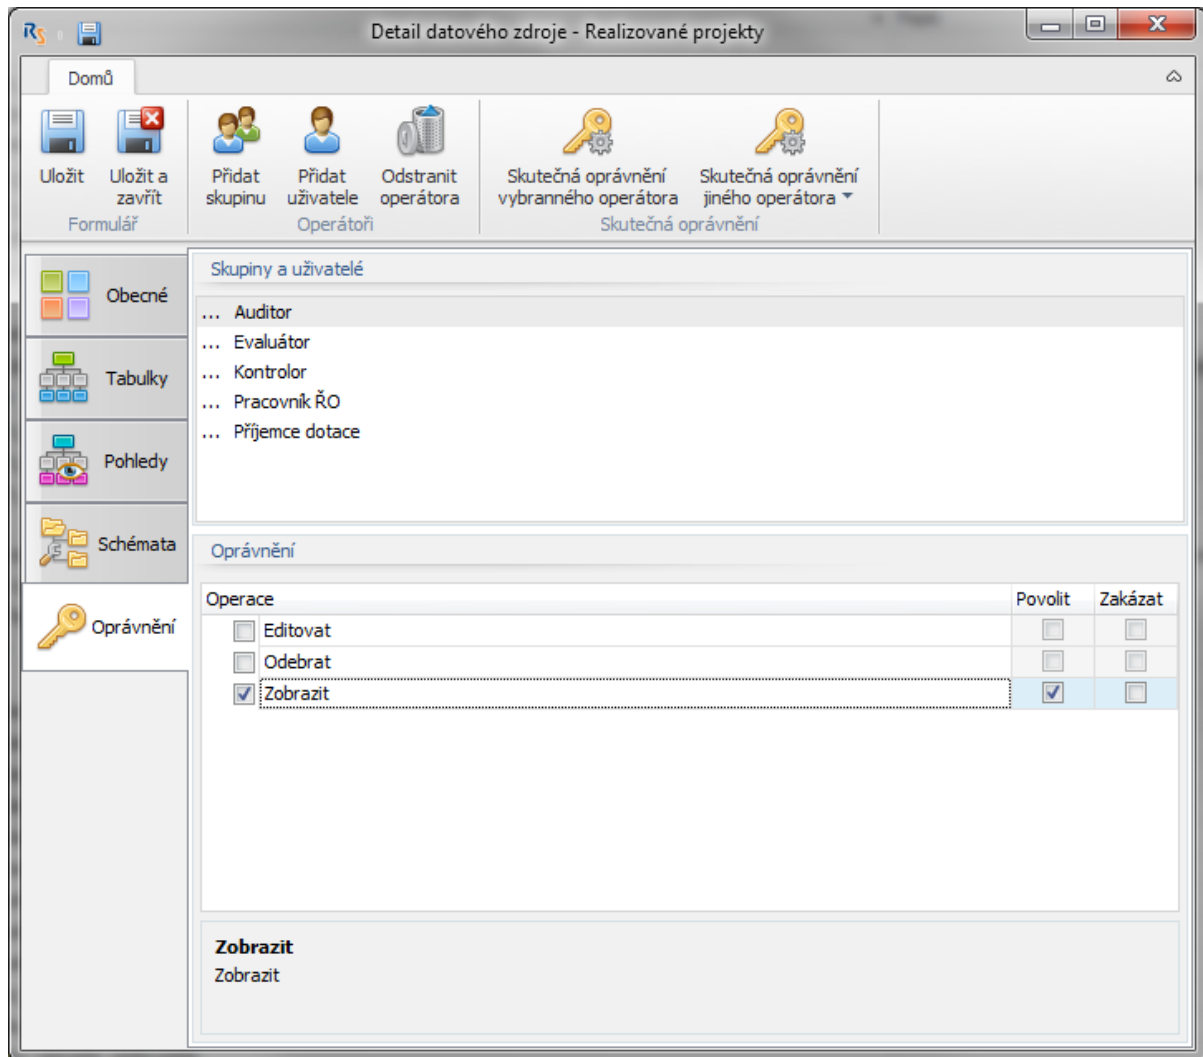 RS
Detail datového zdroje - Realizované projekty
Domů
Uložit
Uložit a zavřít
Přidat skupinu
Přidat uživatele
Odstranit operátora
Skutečná oprávnění vybranného operátora
Skutečná oprávnění jiného operátora
Formulář
Operátoři
Skutečná oprávnění
Obecné
Tabulky
Pohledy
Schémata
Oprávnění
Skupiny a uživatelé
... Auditor
... Evaluátor
... Kontrolor
... Pracovník ŘO
... Příjemce dotace
Oprávnění
Operace Povolit Zakázat
Editovat
Odebrat
Zobrazit
Zobrazit
Zobrazit